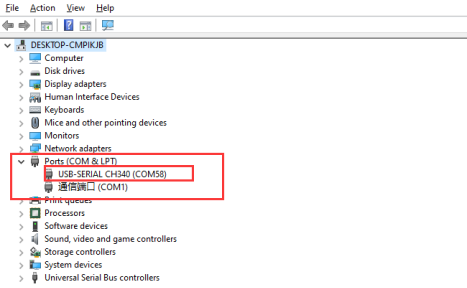 File Action View Help
DESKTOP-CMPIKJB
Computer
Disk drives
Display adapters
Human Interface Devices
Keyboards
Mice and other pointing devices
Monitors
Network adapters
Ports (COM & LPT)
USB-SERIAL CH340 (COM58)
通信端口 (COM1)
Print queues
Processors
Software devices
Sound, video and game controllers
Storage controllers
System devices
Universal Serial Bus controllers